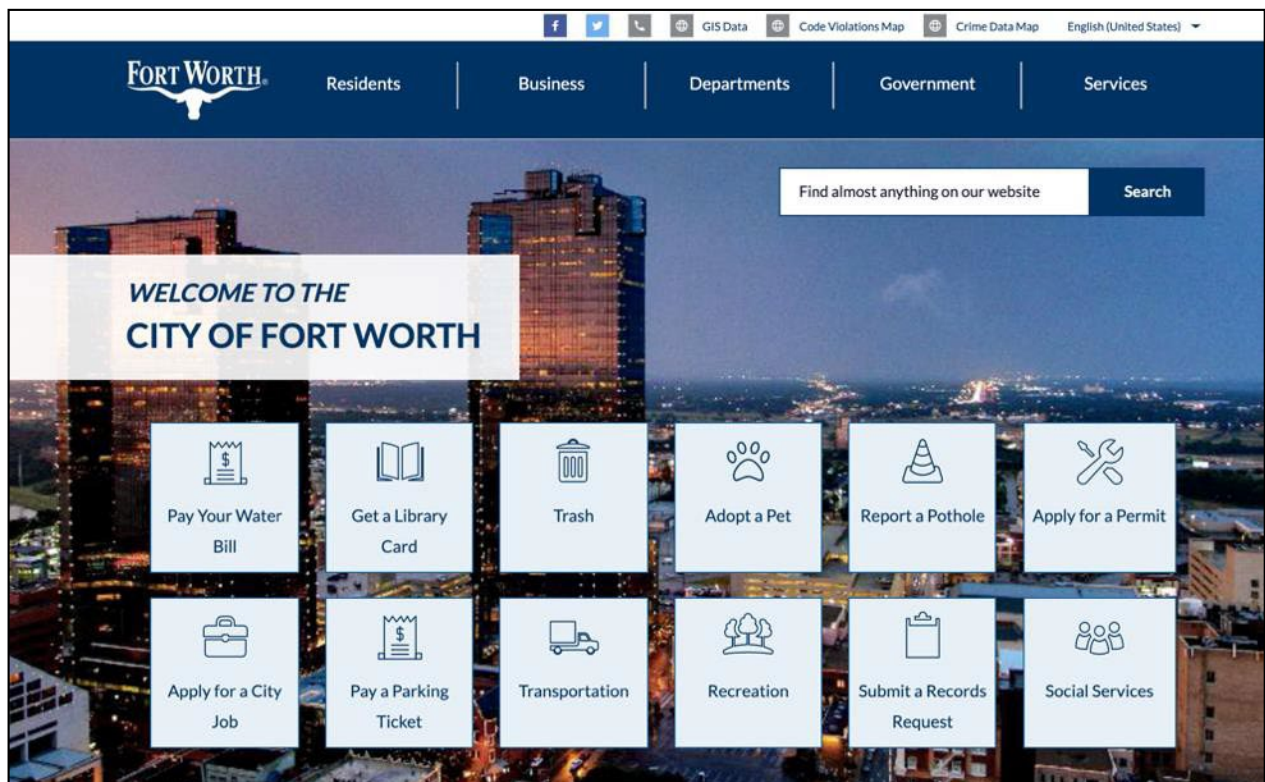 GIS Data Code Violations Map Crime Data Map English (United States)
FORT WORTH®
Residents Business Departments Government Services
Find almost anything on our website Search
WELCOME TO THE
CITY OF FORT WORTH
Pay Your Water
Bill
Get a Library
Card
Trash
Adopt a Pet
Report a Pothole
Apply for a Permit
Apply for a City
Job
Pay a Parking
Ticket
Transportation
Recreation
Submit a Records
Request
Social Services